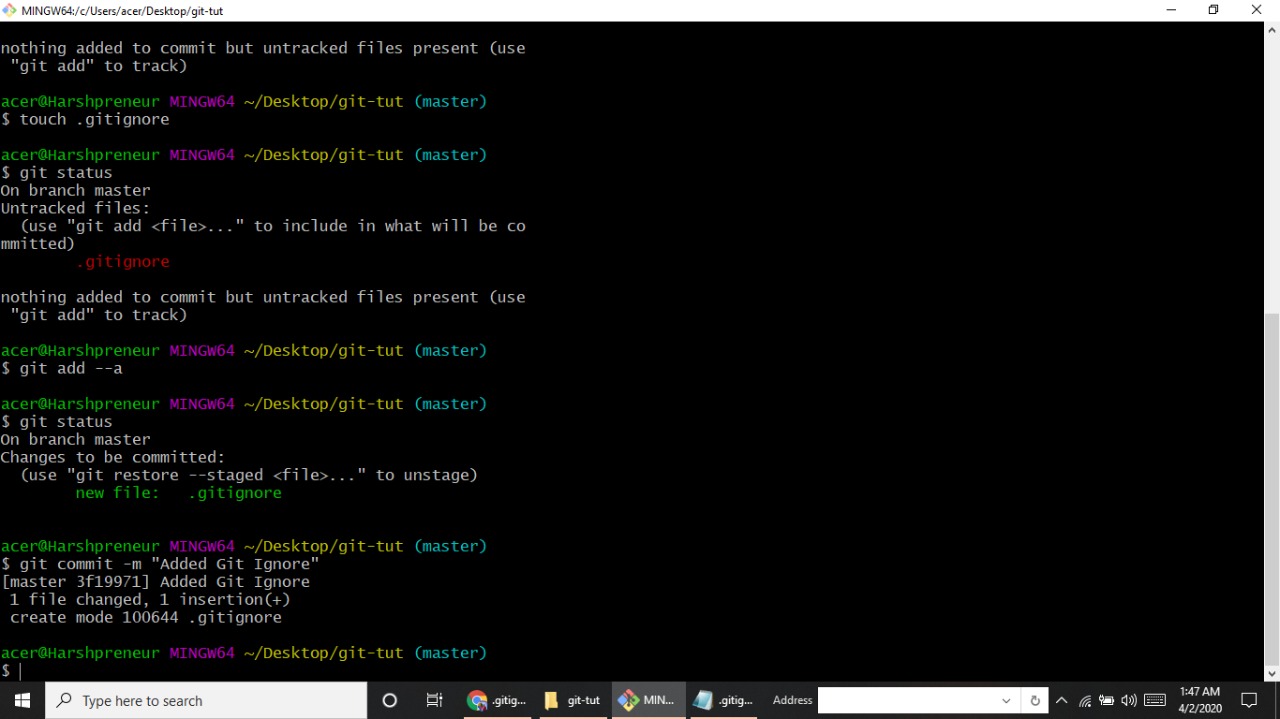 MINGW64:/c/Users/acer/Desktop/git-tut
nothing added to commit but untracked files present (use
"git add" to track)
acer@Harshpreneur MINGW64 ~/Desktop/git-tut (master)
$ touch .gitignore
acer@Harshpreneur MINGW64 ~/Desktop/git-tut (master)
$ git status
On branch master
Untracked files:
(use "git add <file>..." to include in what will be co
mmitted)
.gitignore
nothing added to commit but untracked files present (use
"git add" to track)
acer@Harshpreneur MINGW64 ~/Desktop/git-tut (master)
$ git add --a
acer@Harshpreneur MINGW64 ~/Desktop/git-tut (master)
$ git status
On branch master
Changes to be committed:
(use "git restore --staged <file>..." to unstage)
new file:   .gitignore
acer@Harshpreneur MINGW64 ~/Desktop/git-tut (master)
$ git commit -m "Added Git Ignore"
[master 3f19971] Added Git Ignore
1 file changed, 1 insertion(+)
create mode 100644 .gitignore
acer@Harshpreneur MINGW64 ~/Desktop/git-tut (master)
$
Type here to search
.gitig...
git-tut
MIN...
.gitig...
Address
1:47 AM
4/2/2020